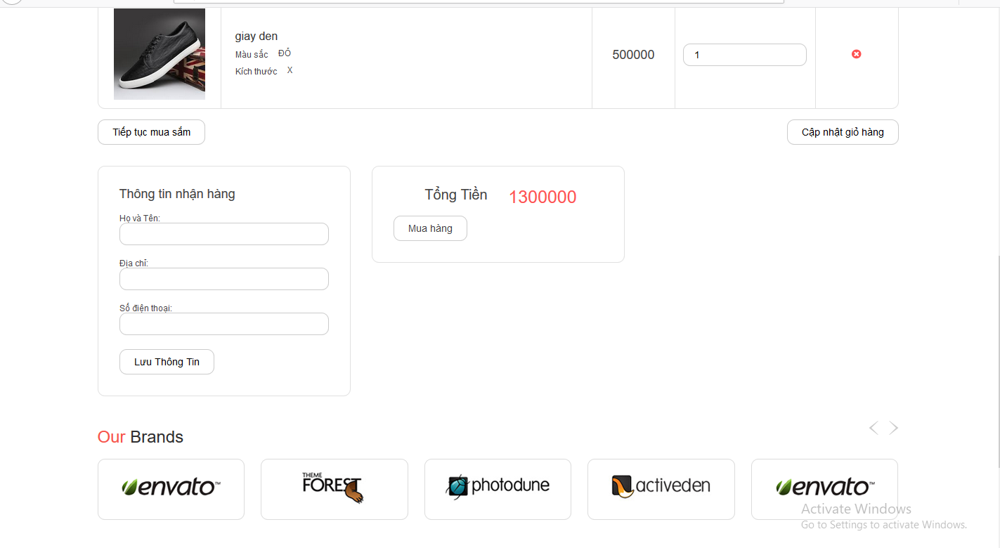 giay den
Màu sắc ĐỎ
Kích thước X
500000
1
Tiếp tục mua sắm
Cập nhật giỏ hàng
Thông tin nhận hàng
Họ và Tên:
Địa chỉ:
Số điện thoại:
Lưu Thông Tin
Tổng Tiền 1300000
Mua hàng
Our Brands
envato™
THEME
FOREST
photodune
activeden
envato™
Activate Windows
Go to Settings to activate Windows.